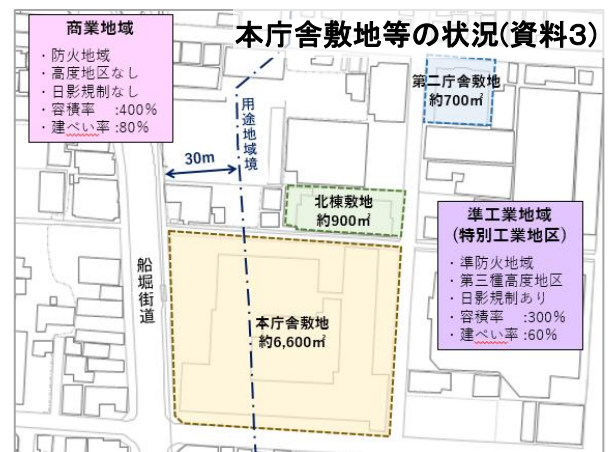 本庁舎敷地等の状況(資料3)
商業地域
・防火地域
・高度地区なし
・日影規制なし
・容積率 :400%
・建ぺい率:80%
用途地域境
30m
第二庁舎敷地
約700㎡
北棟敷地
約900㎡
準工業地域
(特別工業地区)
・準防火地域
・第三種高度地区
・日影規制あり
・容積率 :300%
・建ぺい率:60%
船堀街道
本庁舎敷地
約6,600㎡